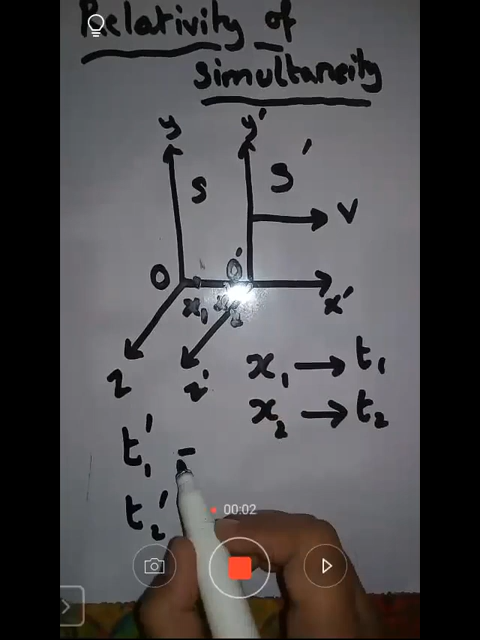 Relativity of
simultaneity
y y'
S S'
v
O O'
x₁ x₂ x'
z z'
x₁ → t₁
x₂ → t₂
t₁' =
t₂'
00:02